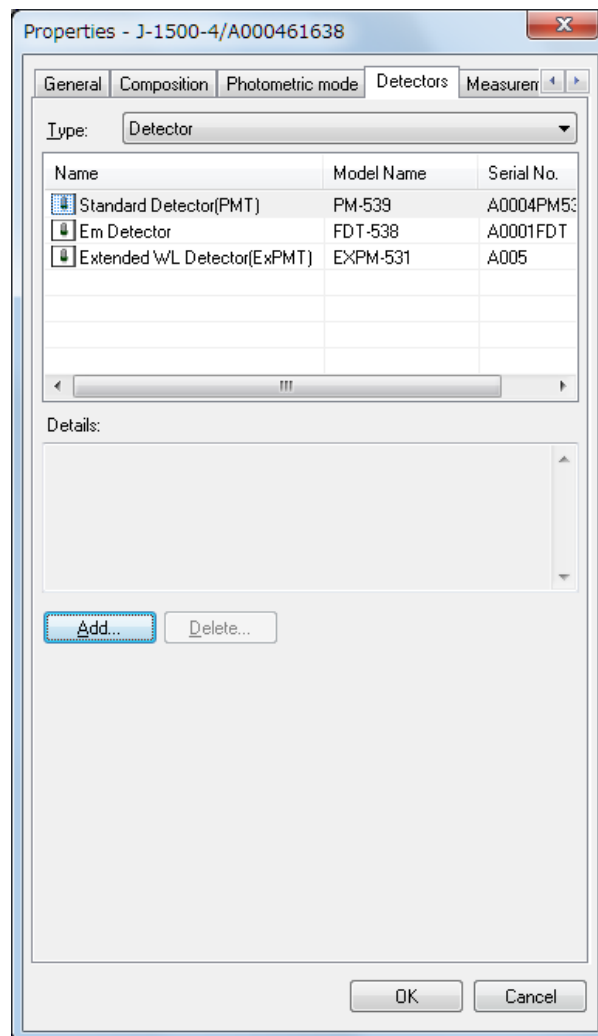 Properties - J-1500-4/A000461638
General Composition Photometric mode Detectors Measuren
Type: Detector
Name Model Name Serial No.
Standard Detector(PMT) PM-539 A0004PM53
Em Detector FDT-538 A0001FDT
Extended WL Detector(ExPMT) EXPM-531 A005
Details:
Add... Delete...
OK Cancel